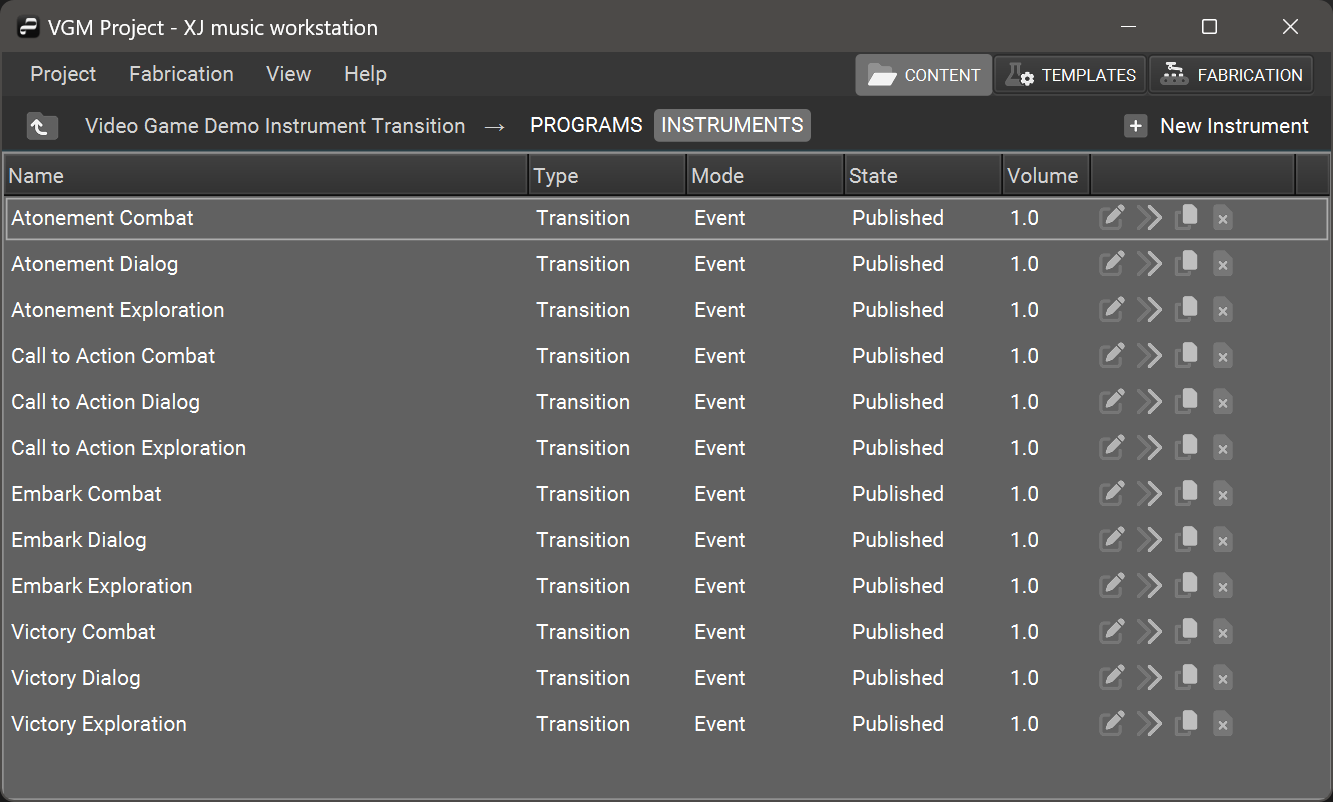 VGM Project - XJ music workstation
Project Fabrication View Help CONTENT TEMPLATES FABRICATION
Video Game Demo Instrument Transition → PROGRAMS INSTRUMENTS + New Instrument
Name Type Mode State Volume
Atonement Combat Transition Event Published 1.0
Atonement Dialog Transition Event Published 1.0
Atonement Exploration Transition Event Published 1.0
Call to Action Combat Transition Event Published 1.0
Call to Action Dialog Transition Event Published 1.0
Call to Action Exploration Transition Event Published 1.0
Embark Combat Transition Event Published 1.0
Embark Dialog Transition Event Published 1.0
Embark Exploration Transition Event Published 1.0
Victory Combat Transition Event Published 1.0
Victory Dialog Transition Event Published 1.0
Victory Exploration Transition Event Published 1.0